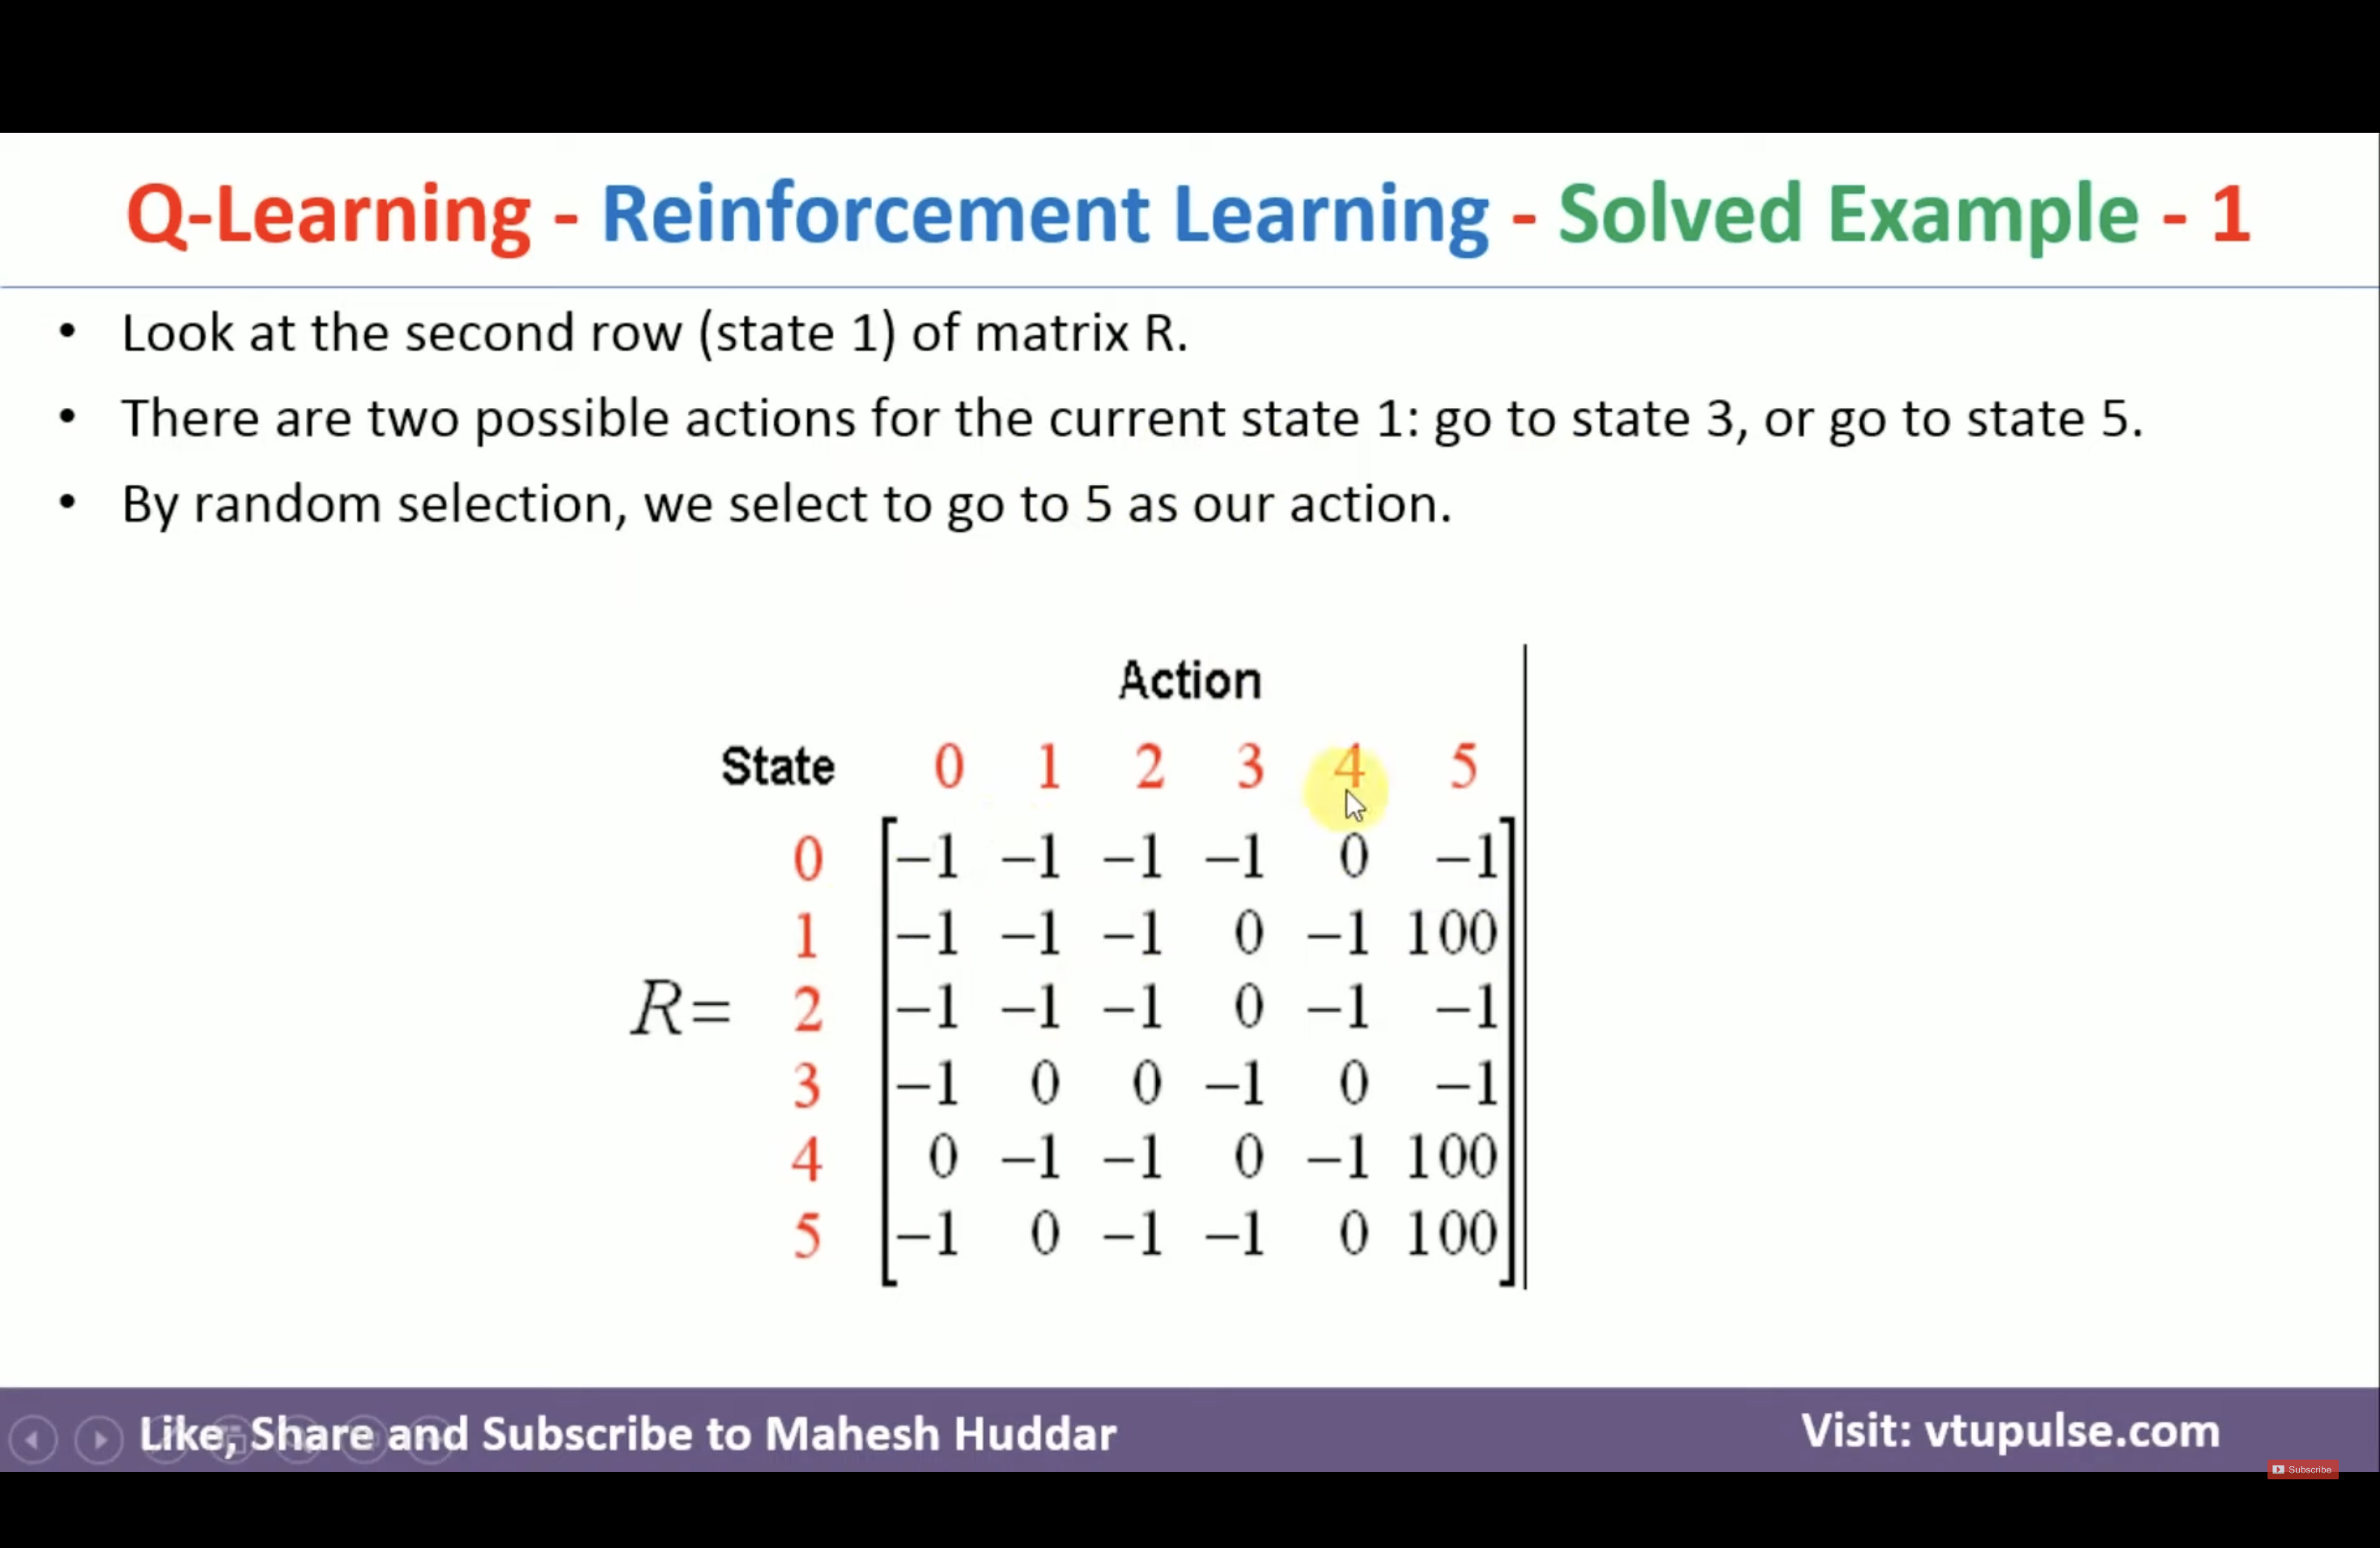 Q-Learning - Reinforcement Learning - Solved Example - 1
• Look at the second row (state 1) of matrix R.
• There are two possible actions for the current state 1: go to state 3, or go to state 5.
• By random selection, we select to go to 5 as our action.
Action
State 0 1 2 3 4 5
0 –1 –1 –1 –1 0 –1
1 –1 –1 –1 0 –1 100
R= 2 –1 –1 –1 0 –1 –1
3 –1 0 0 –1 0 –1
4 0 –1 –1 0 –1 100
5 –1 0 –1 –1 0 100
Like, Share and Subscribe to Mahesh Huddar
Visit: vtupulse.com
Subscribe